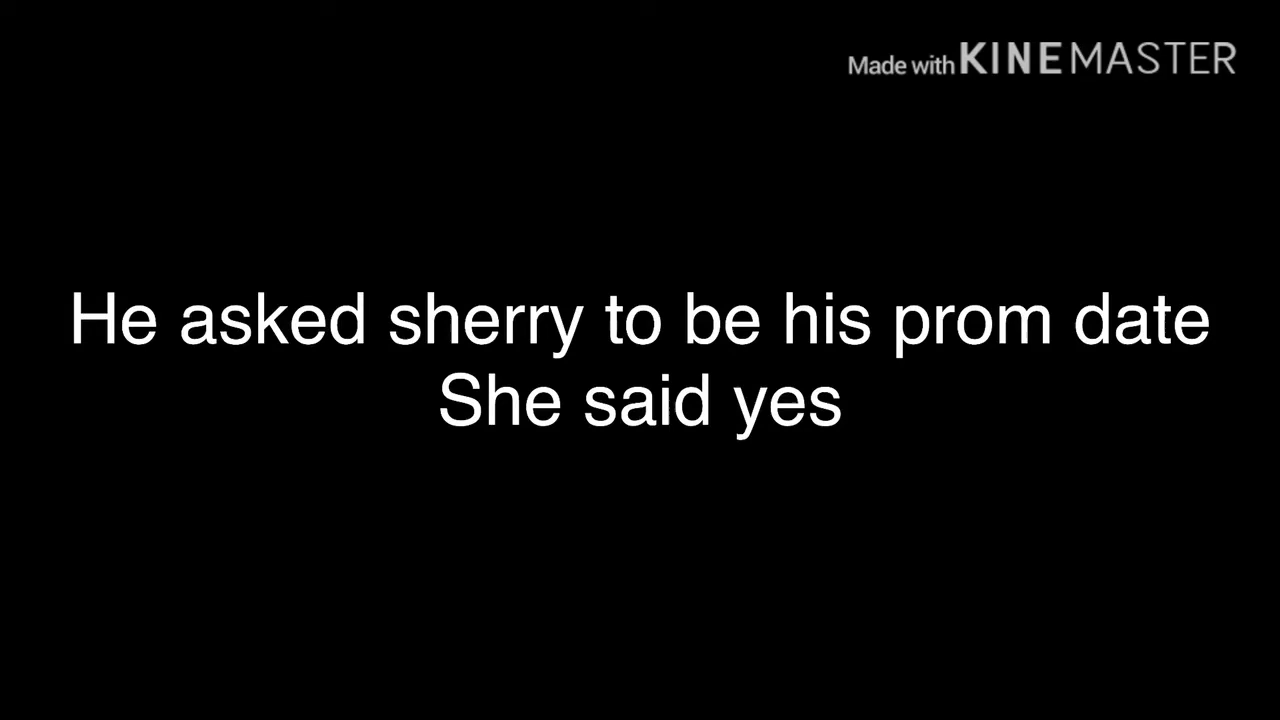 Made with KINEMASTER
He asked sherry to be his prom date
She said yes